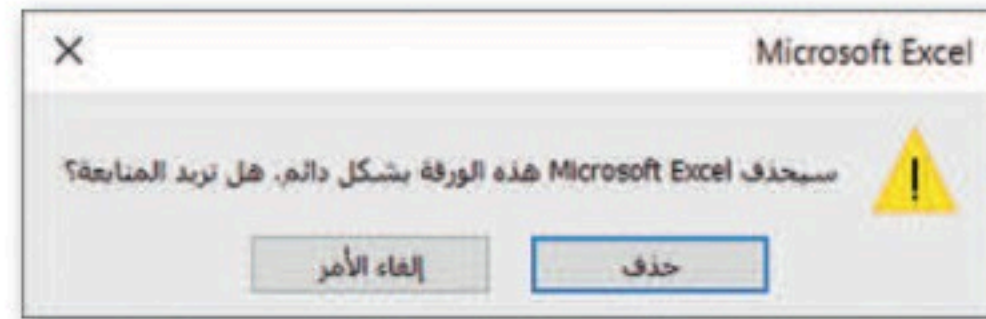 Microsoft Excel
سيحذف Microsoft Excel هذه الورقة بشكل دائم. هل تريد المتابعة؟
حذف
إلغاء الأمر